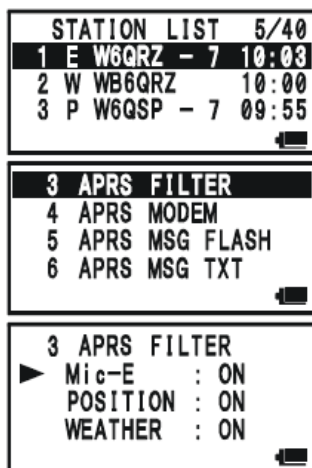 STATION LIST 5/40
1 E W6QRZ - 7 10:03
2 W WB6QRZ 10:00
3 P W6QSP - 7 09:55
3 APRS FILTER
4 APRS MODEM
5 APRS MSG FLASH
6 APRS MSG TXT
3 APRS FILTER
▶ Mic-E : ON
POSITION : ON
WEATHER : ON